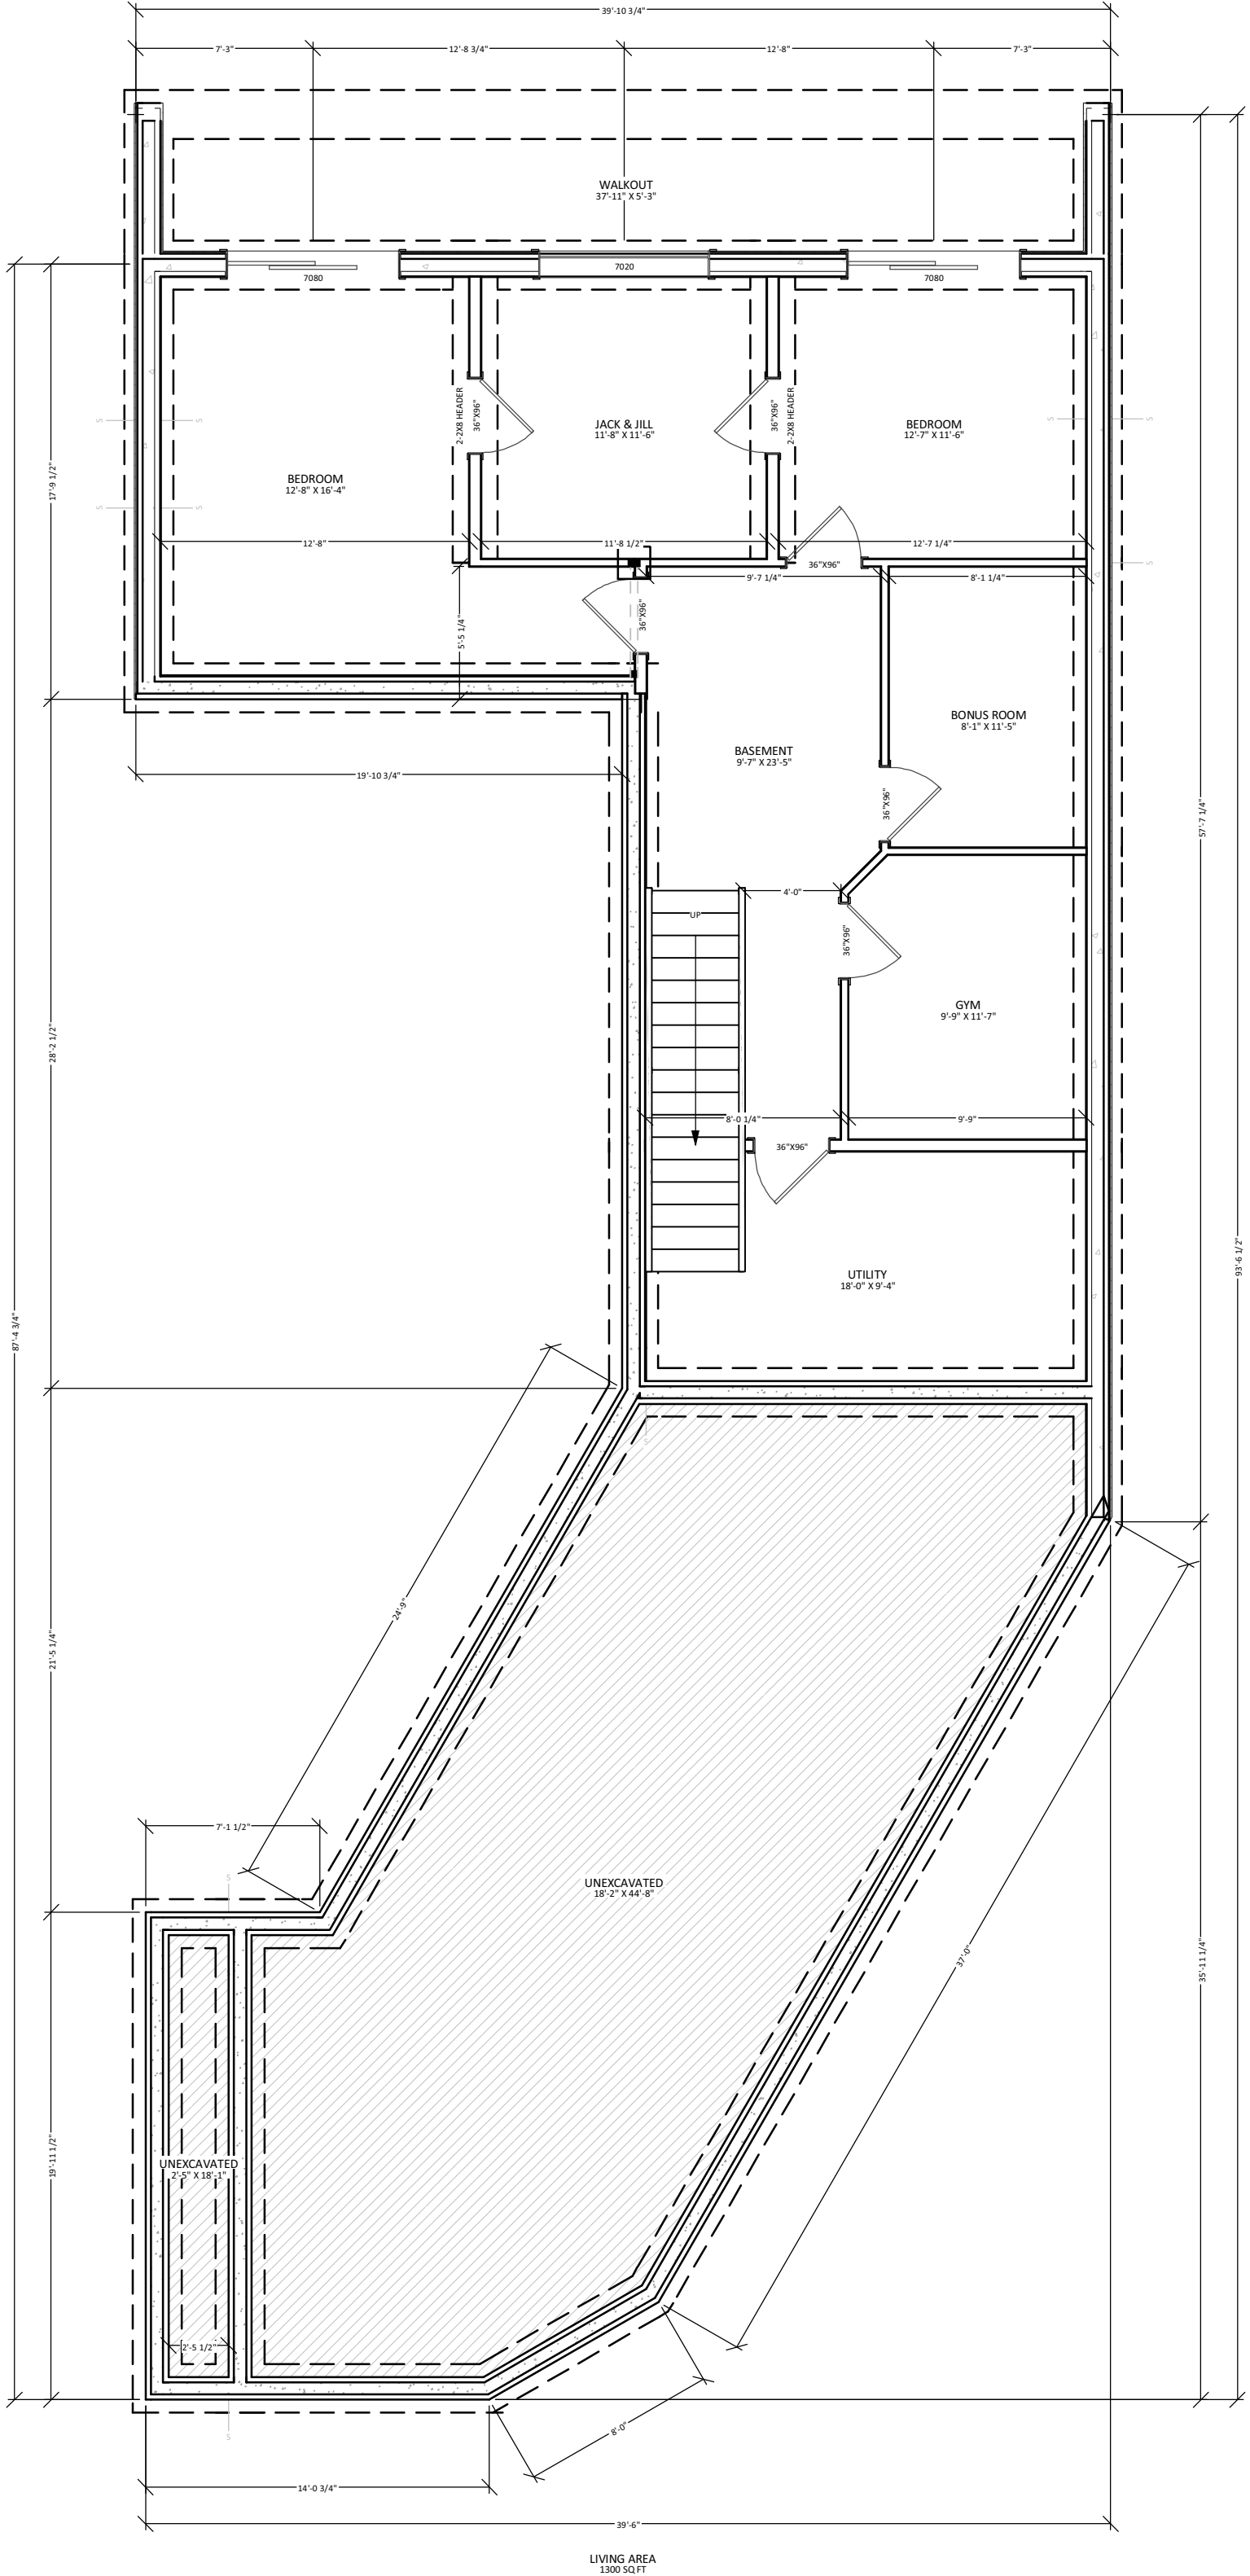 39'-10 3/4"
7'-3"
12'-8 3/4"
12'-8"
7'-3"
WALKOUT
37'-11" X 5'-3"
7080
7020
7080
2-2X8 HEADER
36"X96"
36"X96"
2-2X8 HEADER
JACK & JILL
11'-8" X 11'-6"
BEDROOM
12'-7" X 11'-6"
BEDROOM
12'-8" X 16'-4"
17'-9 1/2"
S
S
S
S
S
S
S
S
12'-8"
11'-8 1/2"
12'-7 1/4"
36"X96"
9'-7 1/4"
8'-1 1/4"
5'-5 1/4"
36"X96"
BONUS ROOM
8'-1" X 11'-5"
BASEMENT
9'-7" X 23'-5"
19'-10 3/4"
36"X96"
57'-7 1/4"
4'-0"
UP
36"X96"
GYM
9'-9" X 11'-7"
28'-2 1/2"
8'-0 1/4"
9'-9"
36"X96"
93'-6 1/2"
UTILITY
18'-0" X 9'-4"
87'-4 3/4"
S
24'-9"
21'-5 1/4"
7'-1 1/2"
S
UNEXCAVATED
18'-2" X 44'-8"
37'-0"
35'-11 1/4"
UNEXCAVATED
2'-5" X 18'-1"
19'-11 1/2"
2'-5 1/2"
8'-0"
S
14'-0 3/4"
39'-6"
LIVING AREA
1300 SQ FT